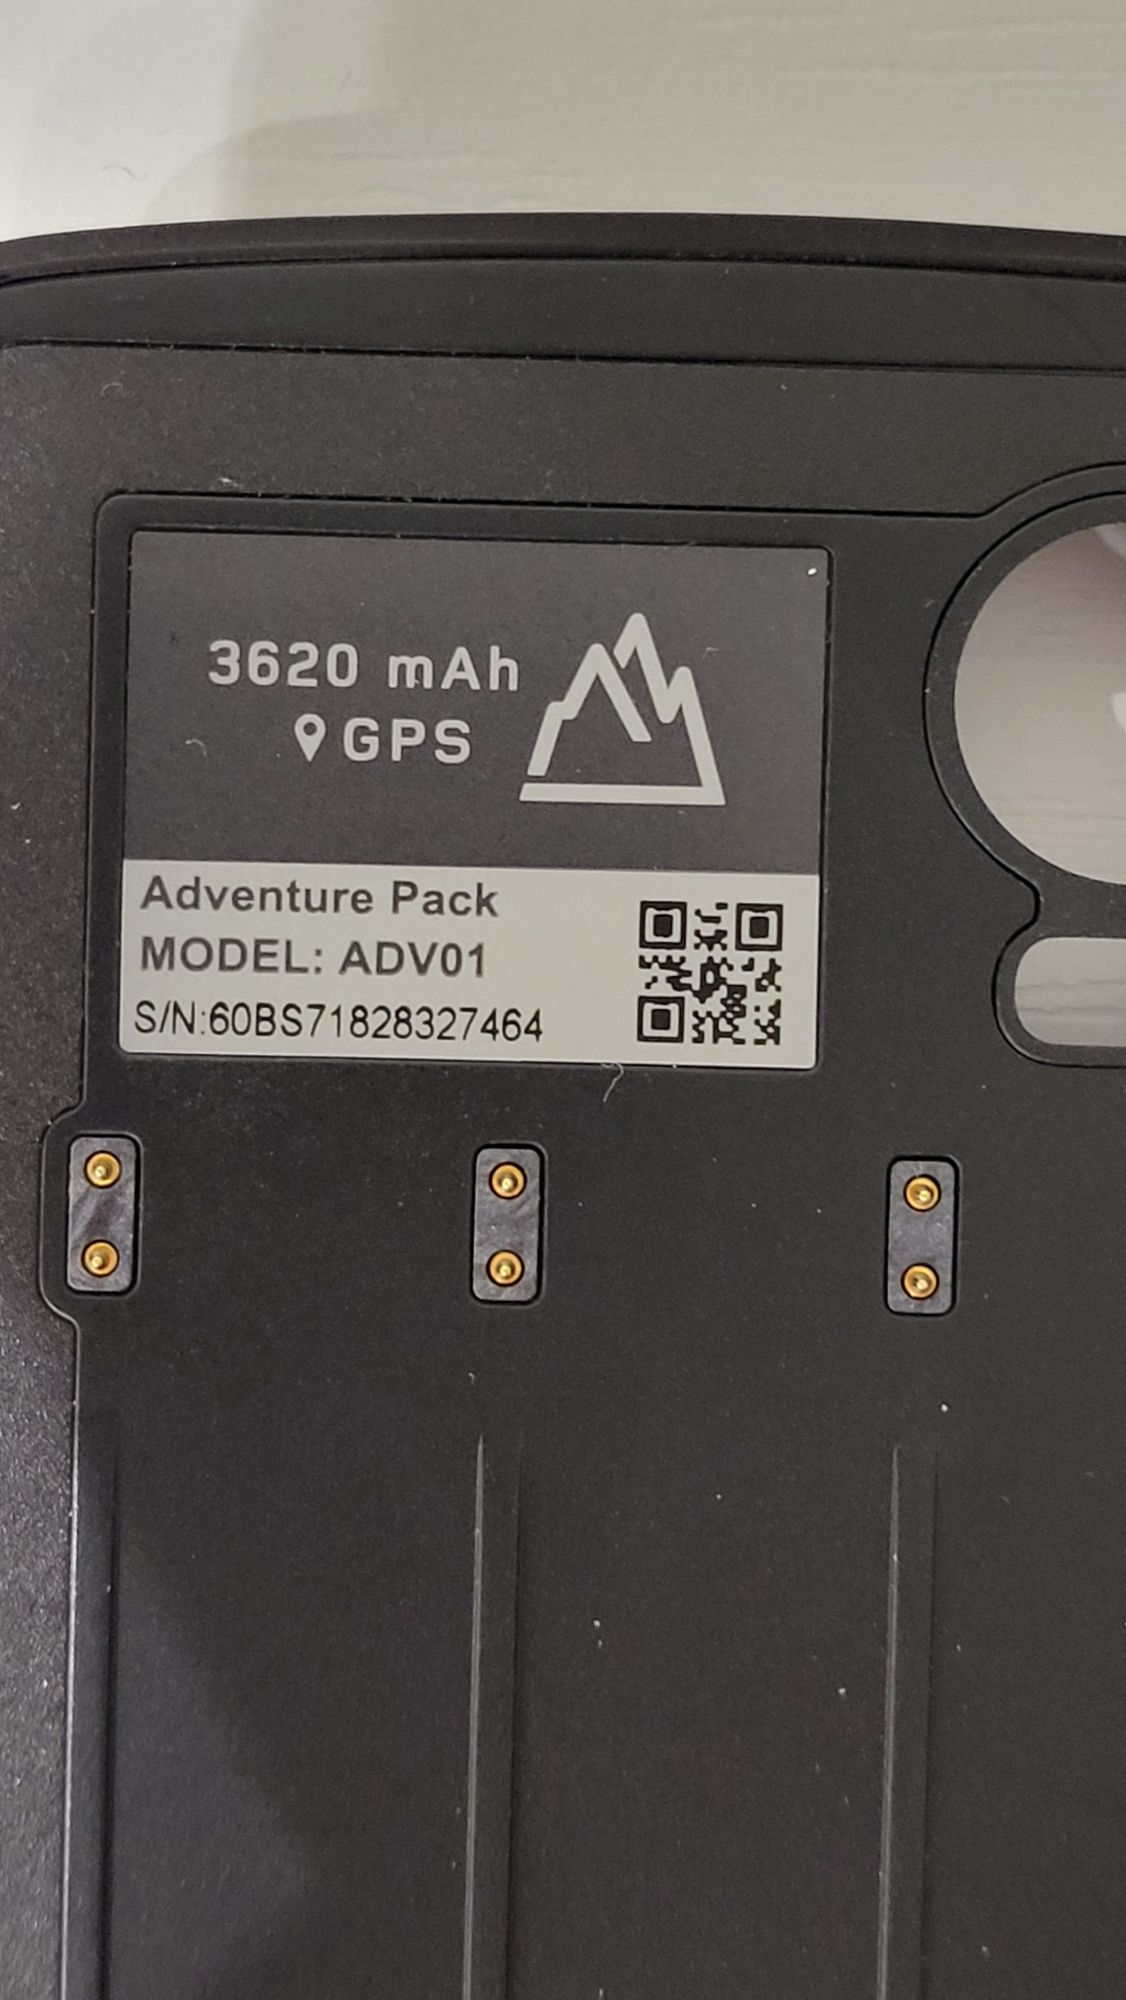 3620 mAh
GPS
Adventure Pack
MODEL: ADV01
S/N:60BS71828327464